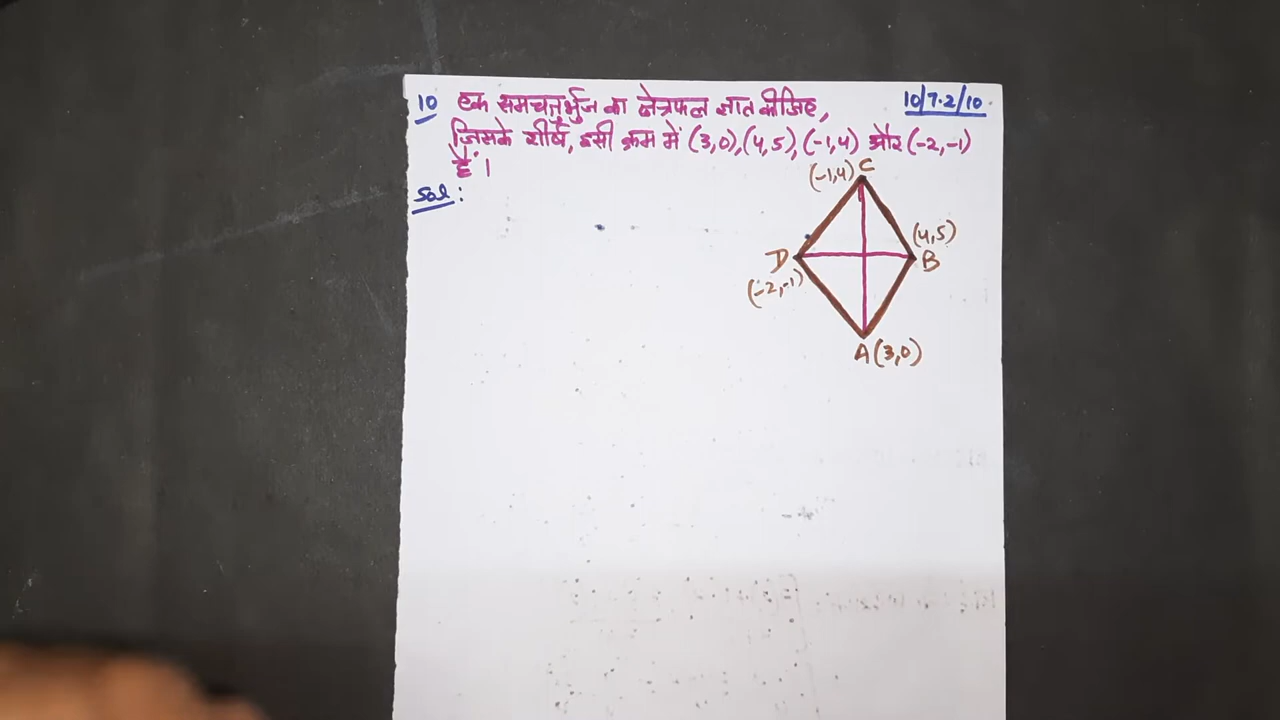 10 एक समचतुर्भुज का क्षेत्रफल ज्ञात कीजिए, 10/7.2/10
जिसके शीर्ष, इसी क्रम में (3,0),(4,5),(-1,4) और (-2,-1)
हैं।
Sol:
(-1,4) C
(4,5)
D B
(-2,-1)
A (3,0)